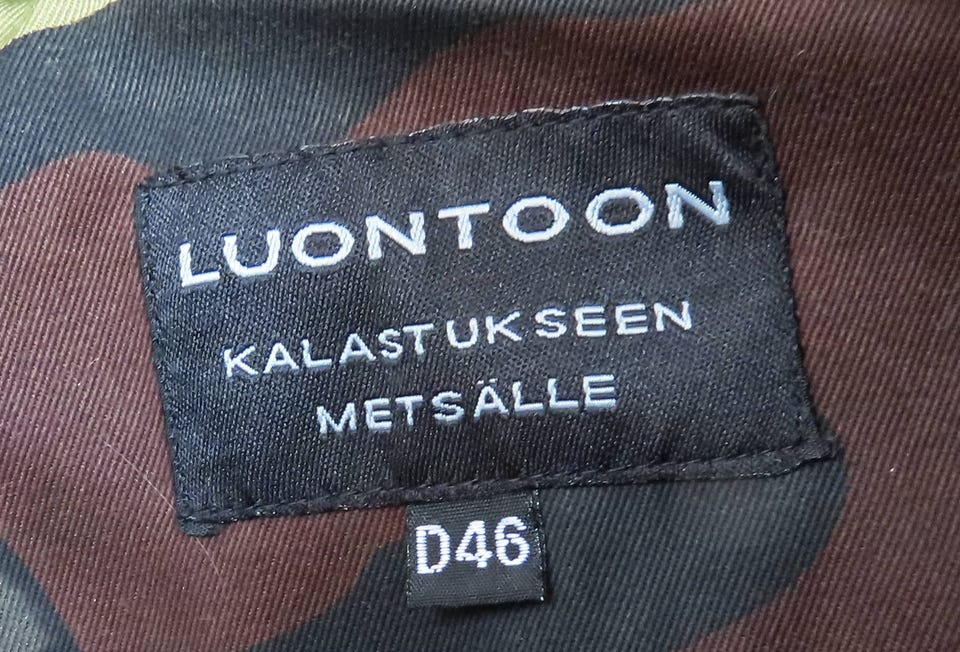 LUONTOON
KALASTUKSEEN
METSÄLLE
D46